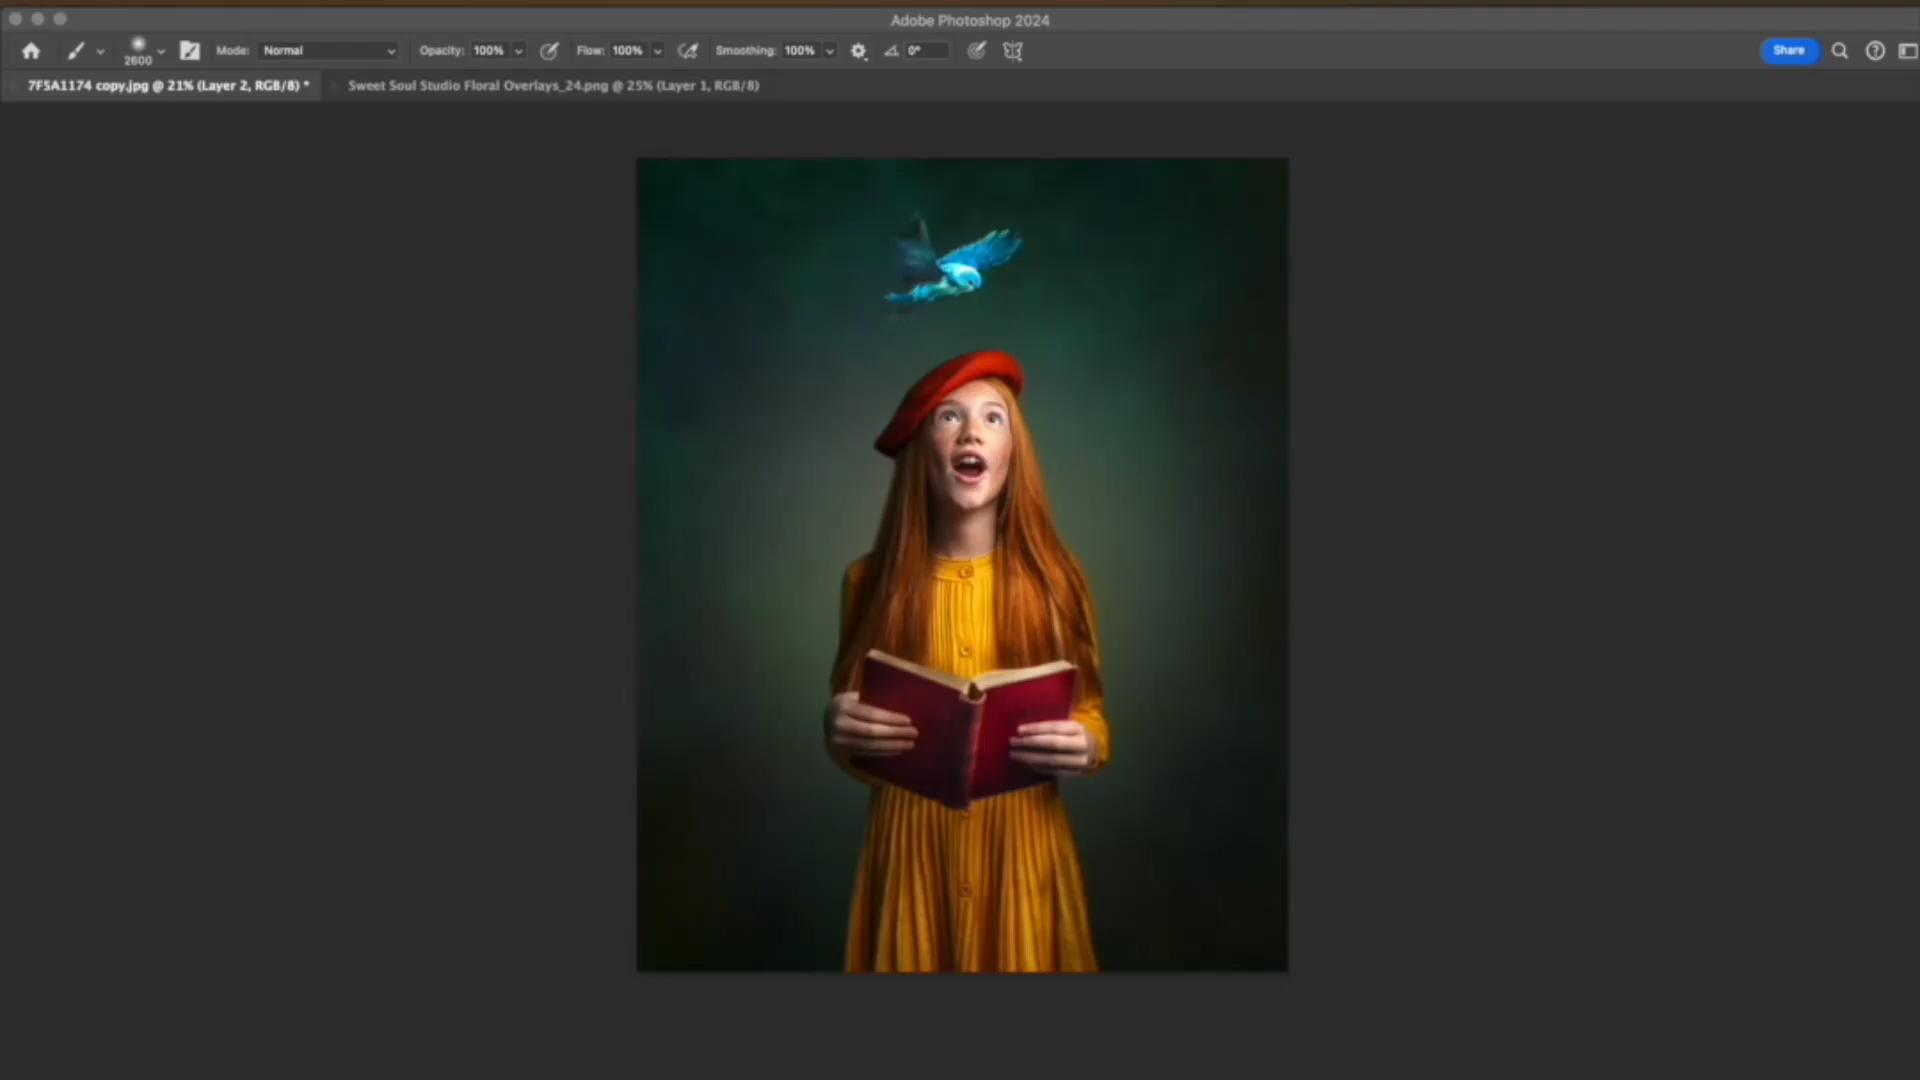 Adobe Photoshop 2024
2600 Mode: Normal Opacity: 100% Flow: 100% Smoothing: 100% 0° Share
7F5A1174 copy.jpg @ 21% (Layer 2, RGB/8) * Sweet Soul Studio Floral Overlays_24.png @ 25% (Layer 1, RGB/8)